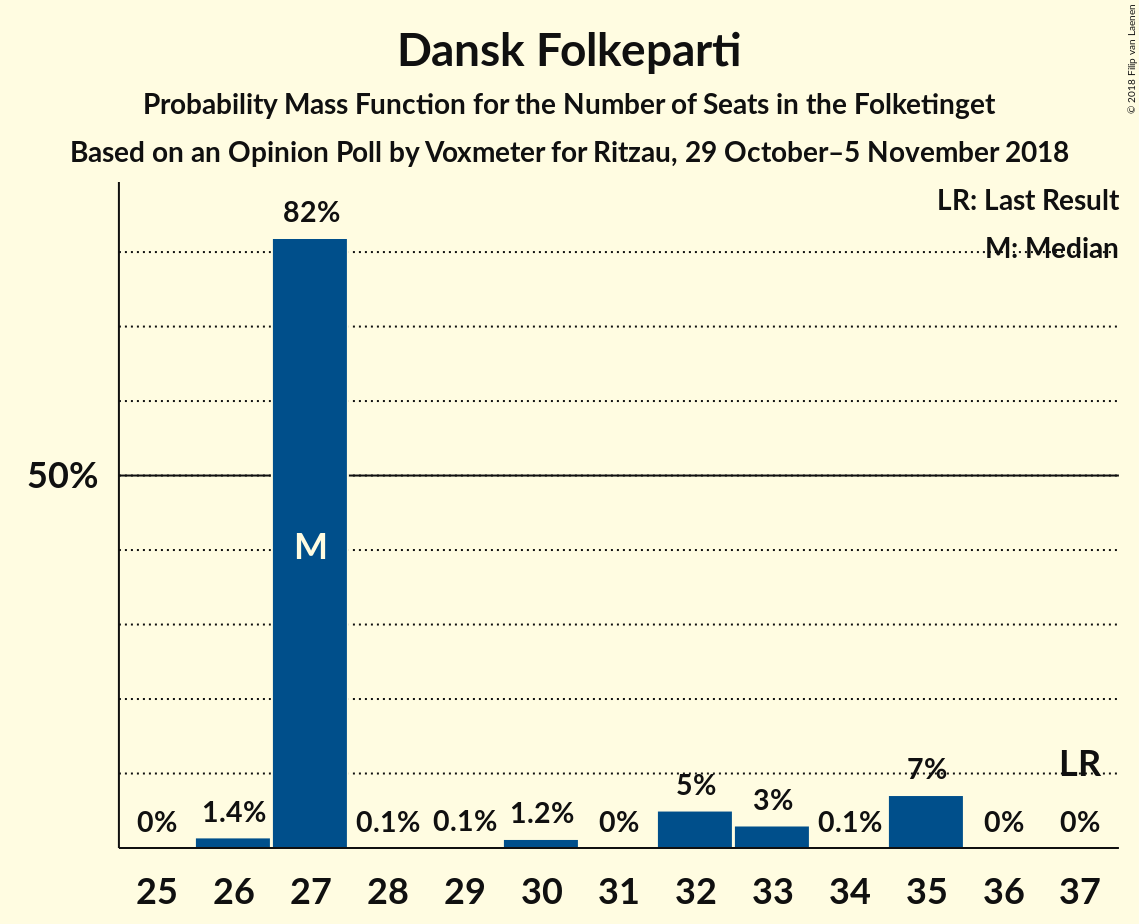 Dansk Folkeparti
Probability Mass Function for the Number of Seats in the Folketinget
Based on an Opinion Poll by Voxmeter for Ritzau, 29 October–5 November 2018
© 2018 Filip van Laenen
LR: Last Result
M: Median
50%
0%
1.4%
82%
M
0.1%
0.1%
1.2%
0%
5%
3%
0.1%
7%
0%
LR
0%
25 26 27 28 29 30 31 32 33 34 35 36 37